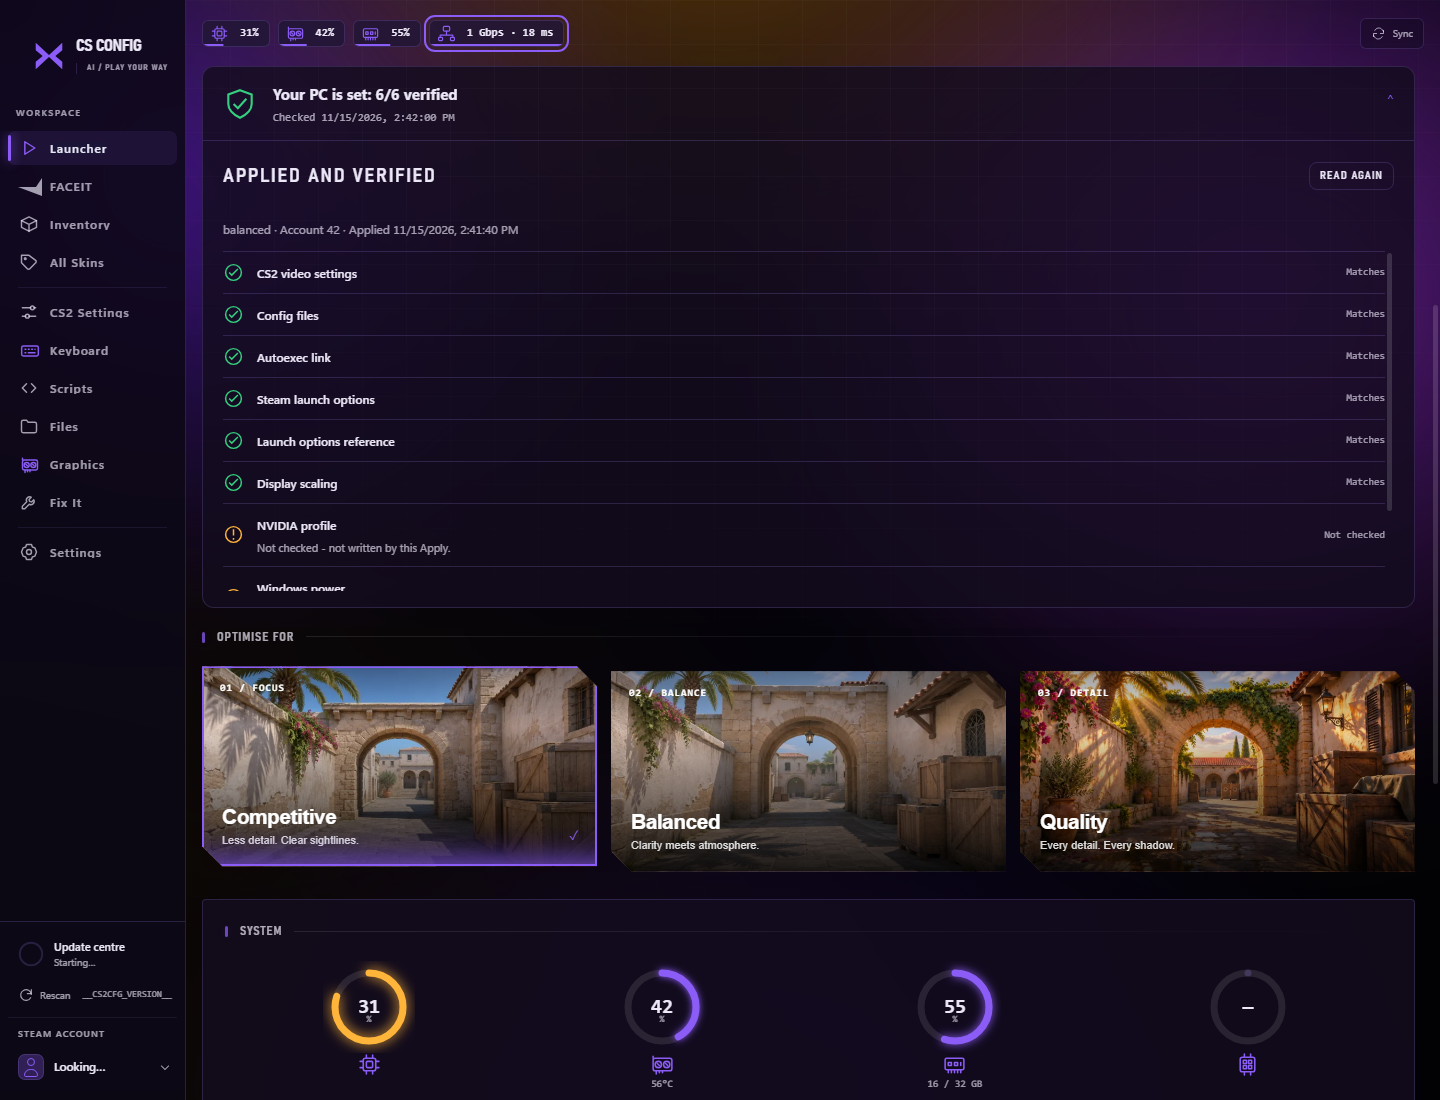 CS CONFIG
AI / PLAY YOUR WAY
WORKSPACE
Launcher
FACEIT
Inventory
All Skins
CS2 Settings
Keyboard
Scripts
Files
Graphics
Fix It
Settings
Update centre
Starting...
Rescan
__CS2CFG_VERSION__
STEAM ACCOUNT
Looking...
31%
42%
55%
1 Gbps · 18 ms
Sync
Your PC is set: 6/6 verified
Checked 11/15/2026, 2:42:00 PM
APPLIED AND VERIFIED
READ AGAIN
balanced · Account 42 · Applied 11/15/2026, 2:41:40 PM
CS2 video settings
Matches
Config files
Matches
Autoexec link
Matches
Steam launch options
Matches
Launch options reference
Matches
Display scaling
Matches
NVIDIA profile
Not checked - not written by this Apply.
Not checked
Windows power
OPTIMISE FOR
01 / FOCUS
Competitive
Less detail. Clear sightlines.
02 / BALANCE
Balanced
Clarity meets atmosphere.
03 / DETAIL
Quality
Every detail. Every shadow.
SYSTEM
31
%
42
%
56°C
55
%
16 / 32 GB
—